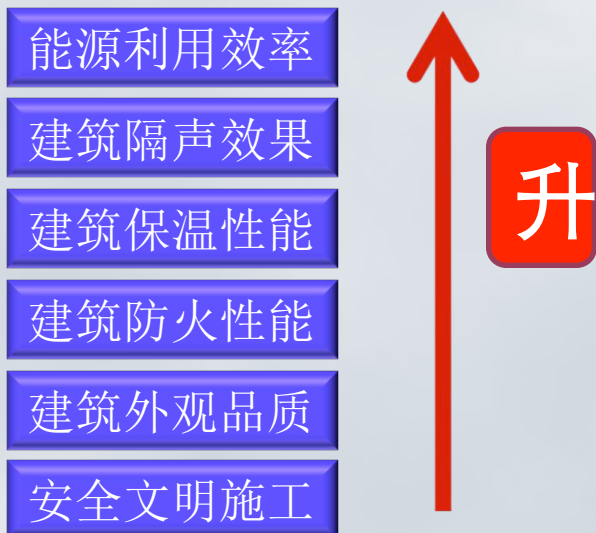 能源利用效率
建筑隔声效果
建筑保温性能
建筑防火性能
建筑外观品质
安全文明施工
升